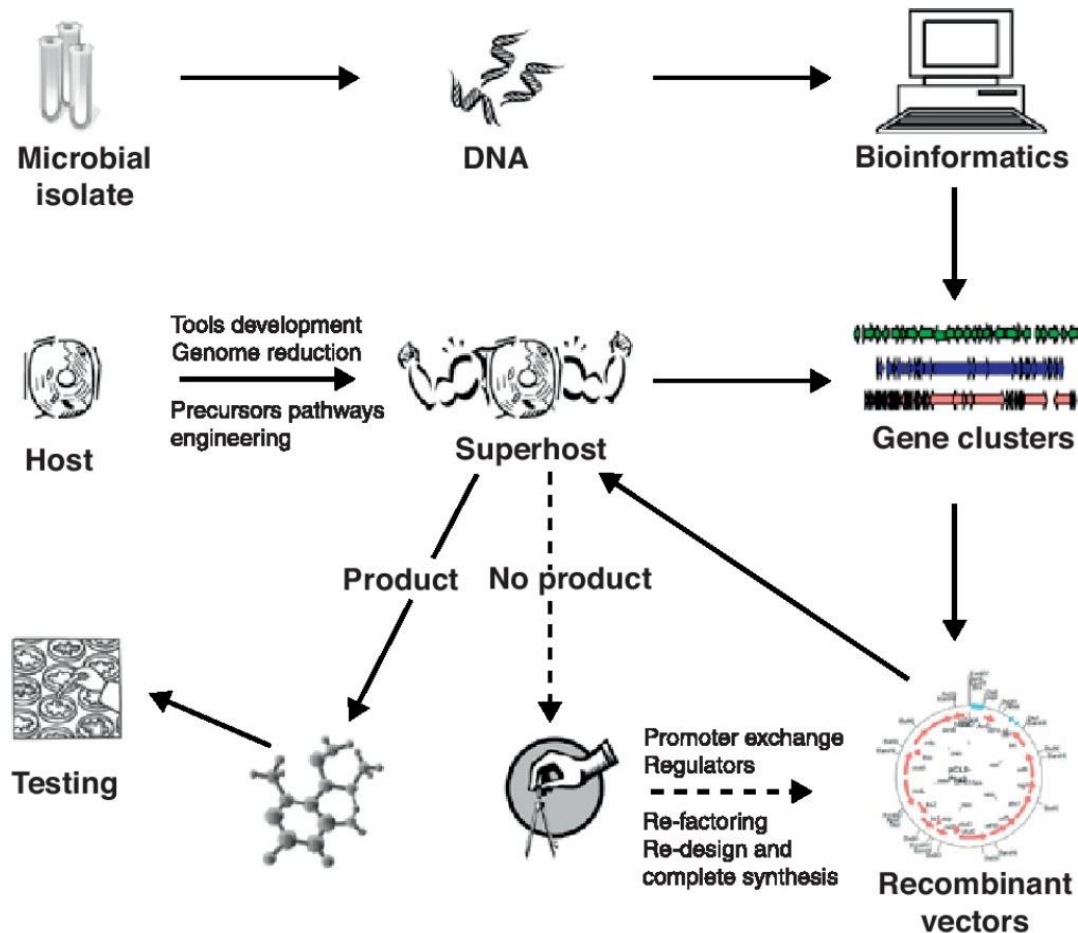 Microbial
isolate
DNA
Bioinformatics
Tools development
Genome reduction
Precursors pathways
engineering
Host
Superhost
Gene clusters
Product
No product
Testing
Promoter exchange
Regulators
Re-factoring
Re-design and
complete synthesis
Recombinant
vectors